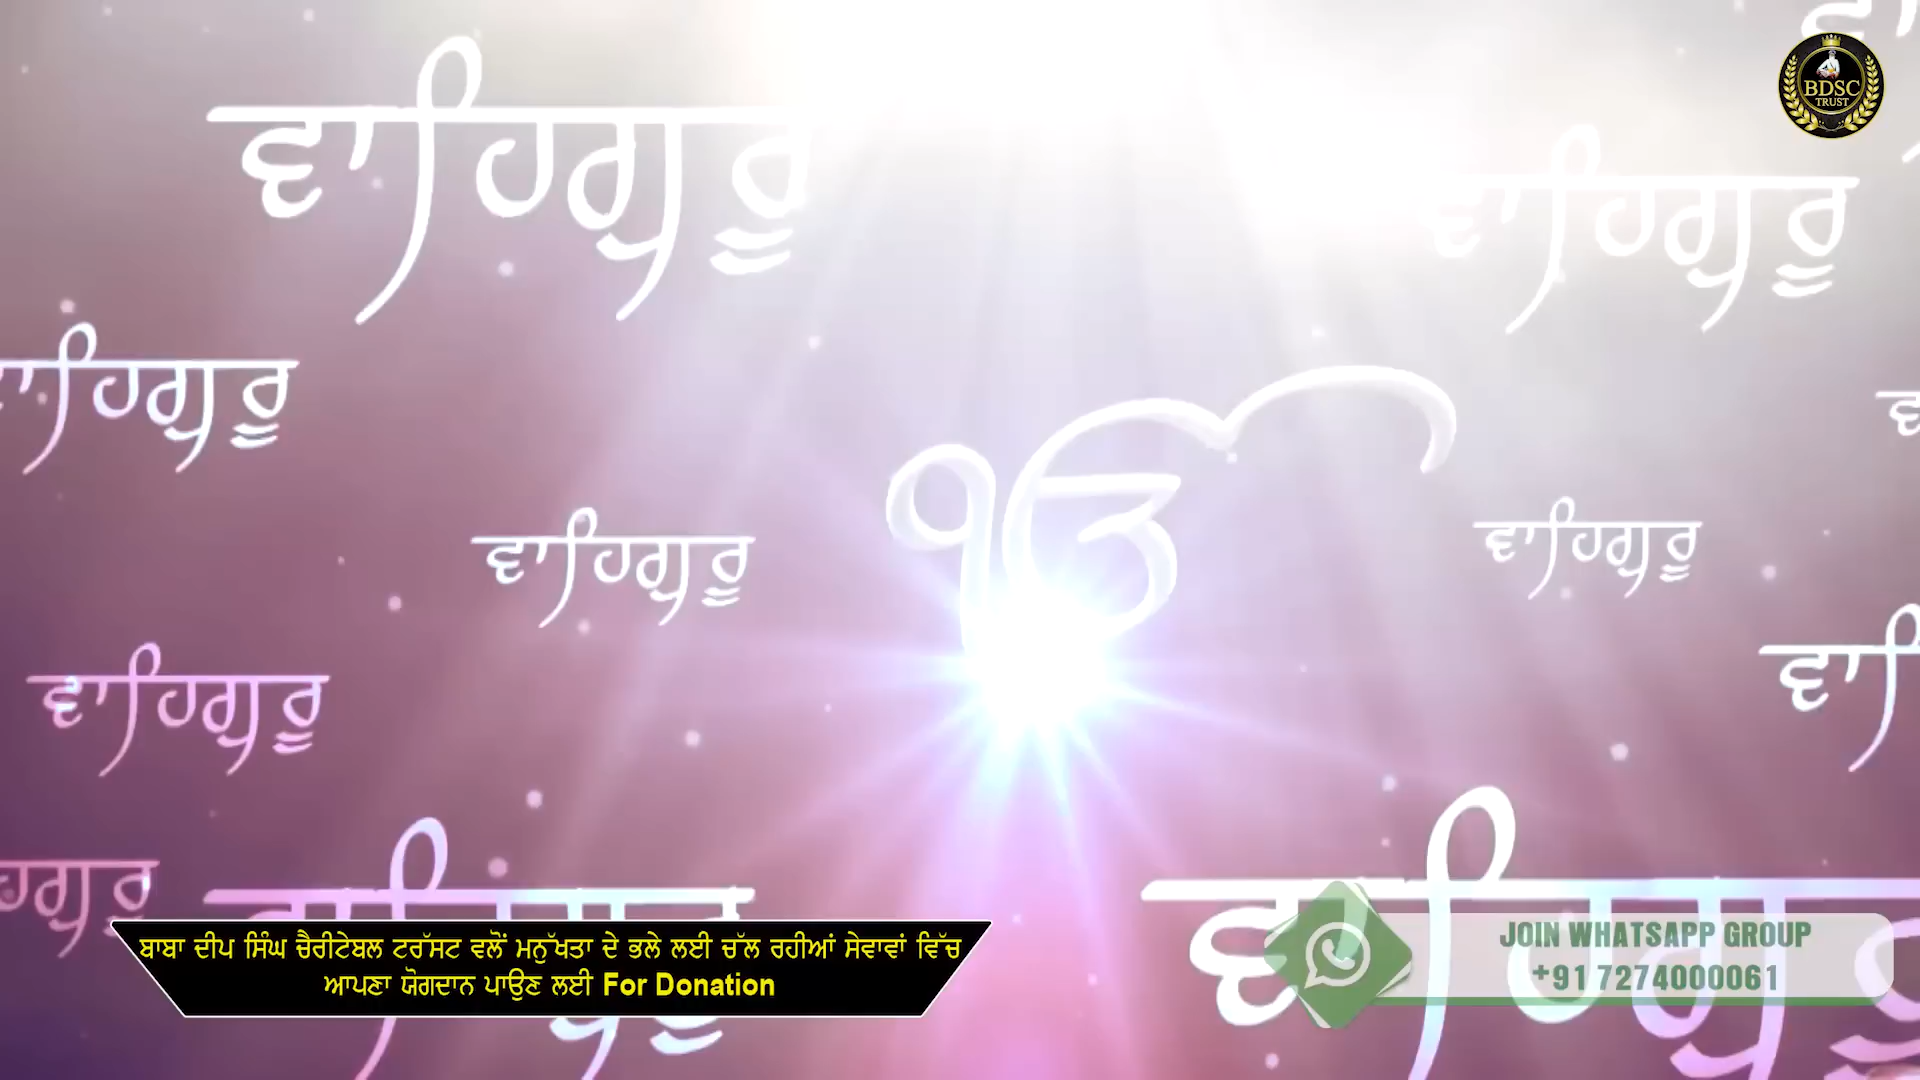 ਵਾਹਿਗੁਰੂ
BDSC
TRUST
ਵਾਹਿਗੁਰੂ
ਵਾਹਿਗੁਰੂ
ੴ
ਵਾਹਿਗੁਰੂ
ਵਾਹਿਗੁਰੂ
ਵਾਹਿਗੁਰੂ
ਬਾਬਾ ਦੀਪ ਸਿੰਘ ਚੈਰੀਟੇਬਲ ਟਰੱਸਟ ਵਲੋਂ ਮਨੁੱਖਤਾ ਦੇ ਭਲੇ ਲਈ ਚੱਲ ਰਹੀਆਂ ਸੇਵਾਵਾਂ ਵਿੱਚ
ਆਪਣਾ ਯੋਗਦਾਨ ਪਾਉਣ ਲਈ For Donation
ਵਾਹਿਗੁਰੂ
JOIN WHATSAPP GROUP
+91 7274000061